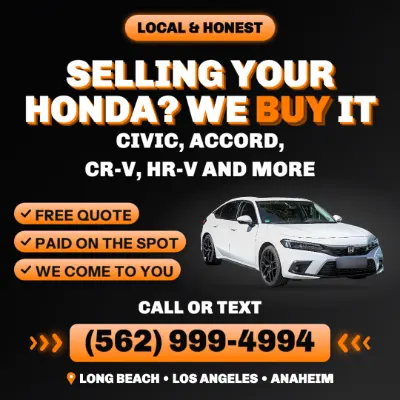 LOCAL & HONEST
SELLING YOUR
HONDA? WE BUY IT
CIVIC, ACCORD,
CR-V, HR-V AND MORE
FREE QUOTE
PAID ON THE SPOT
WE COME TO YOU
CALL OR TEXT
(562) 999-4994
LONG BEACH • LOS ANGELES • ANAHEIM